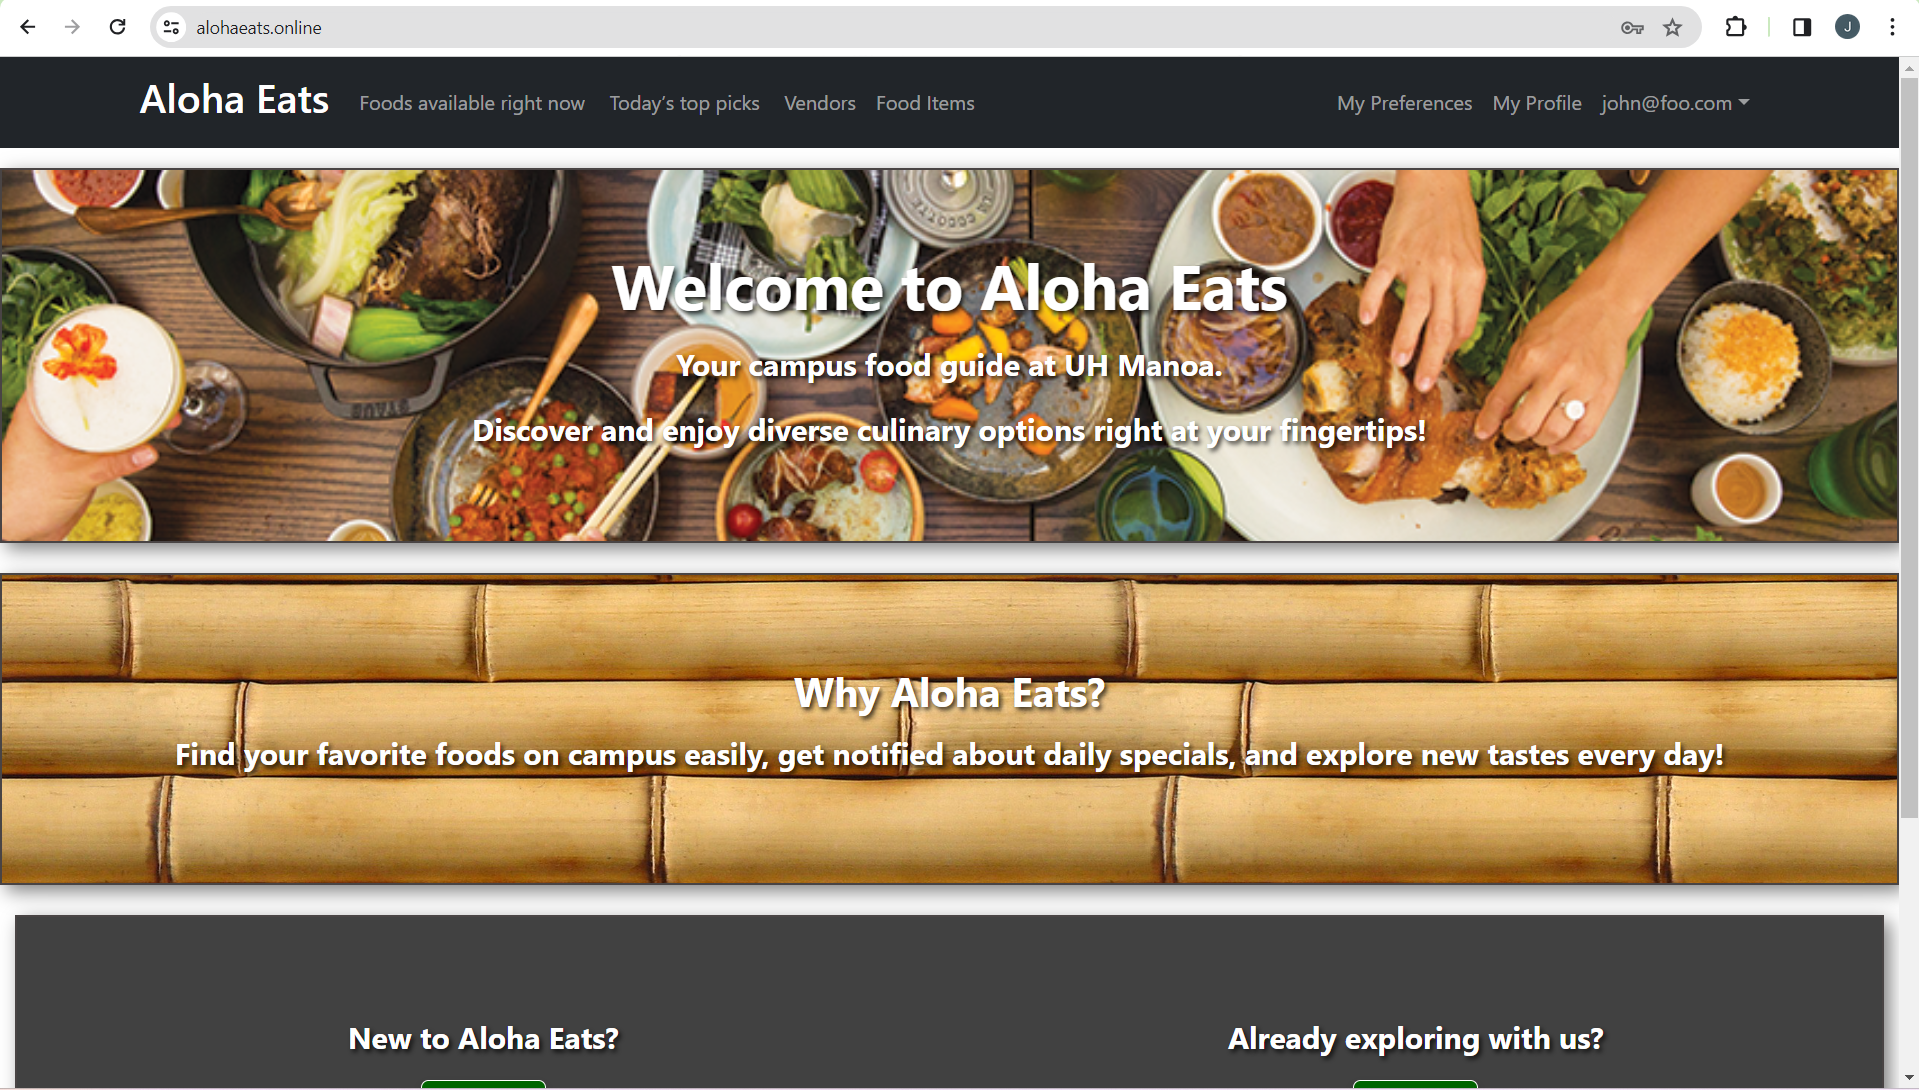 alohaeats.online
J
Aloha Eats Foods available right now Today's top picks Vendors Food Items My Preferences My Profile john@foo.com
Welcome to Aloha Eats
Your campus food guide at UH Manoa.
Discover and enjoy diverse culinary options right at your fingertips!
Why Aloha Eats?
Find your favorite foods on campus easily, get notified about daily specials, and explore new tastes every day!
New to Aloha Eats? Already exploring with us?